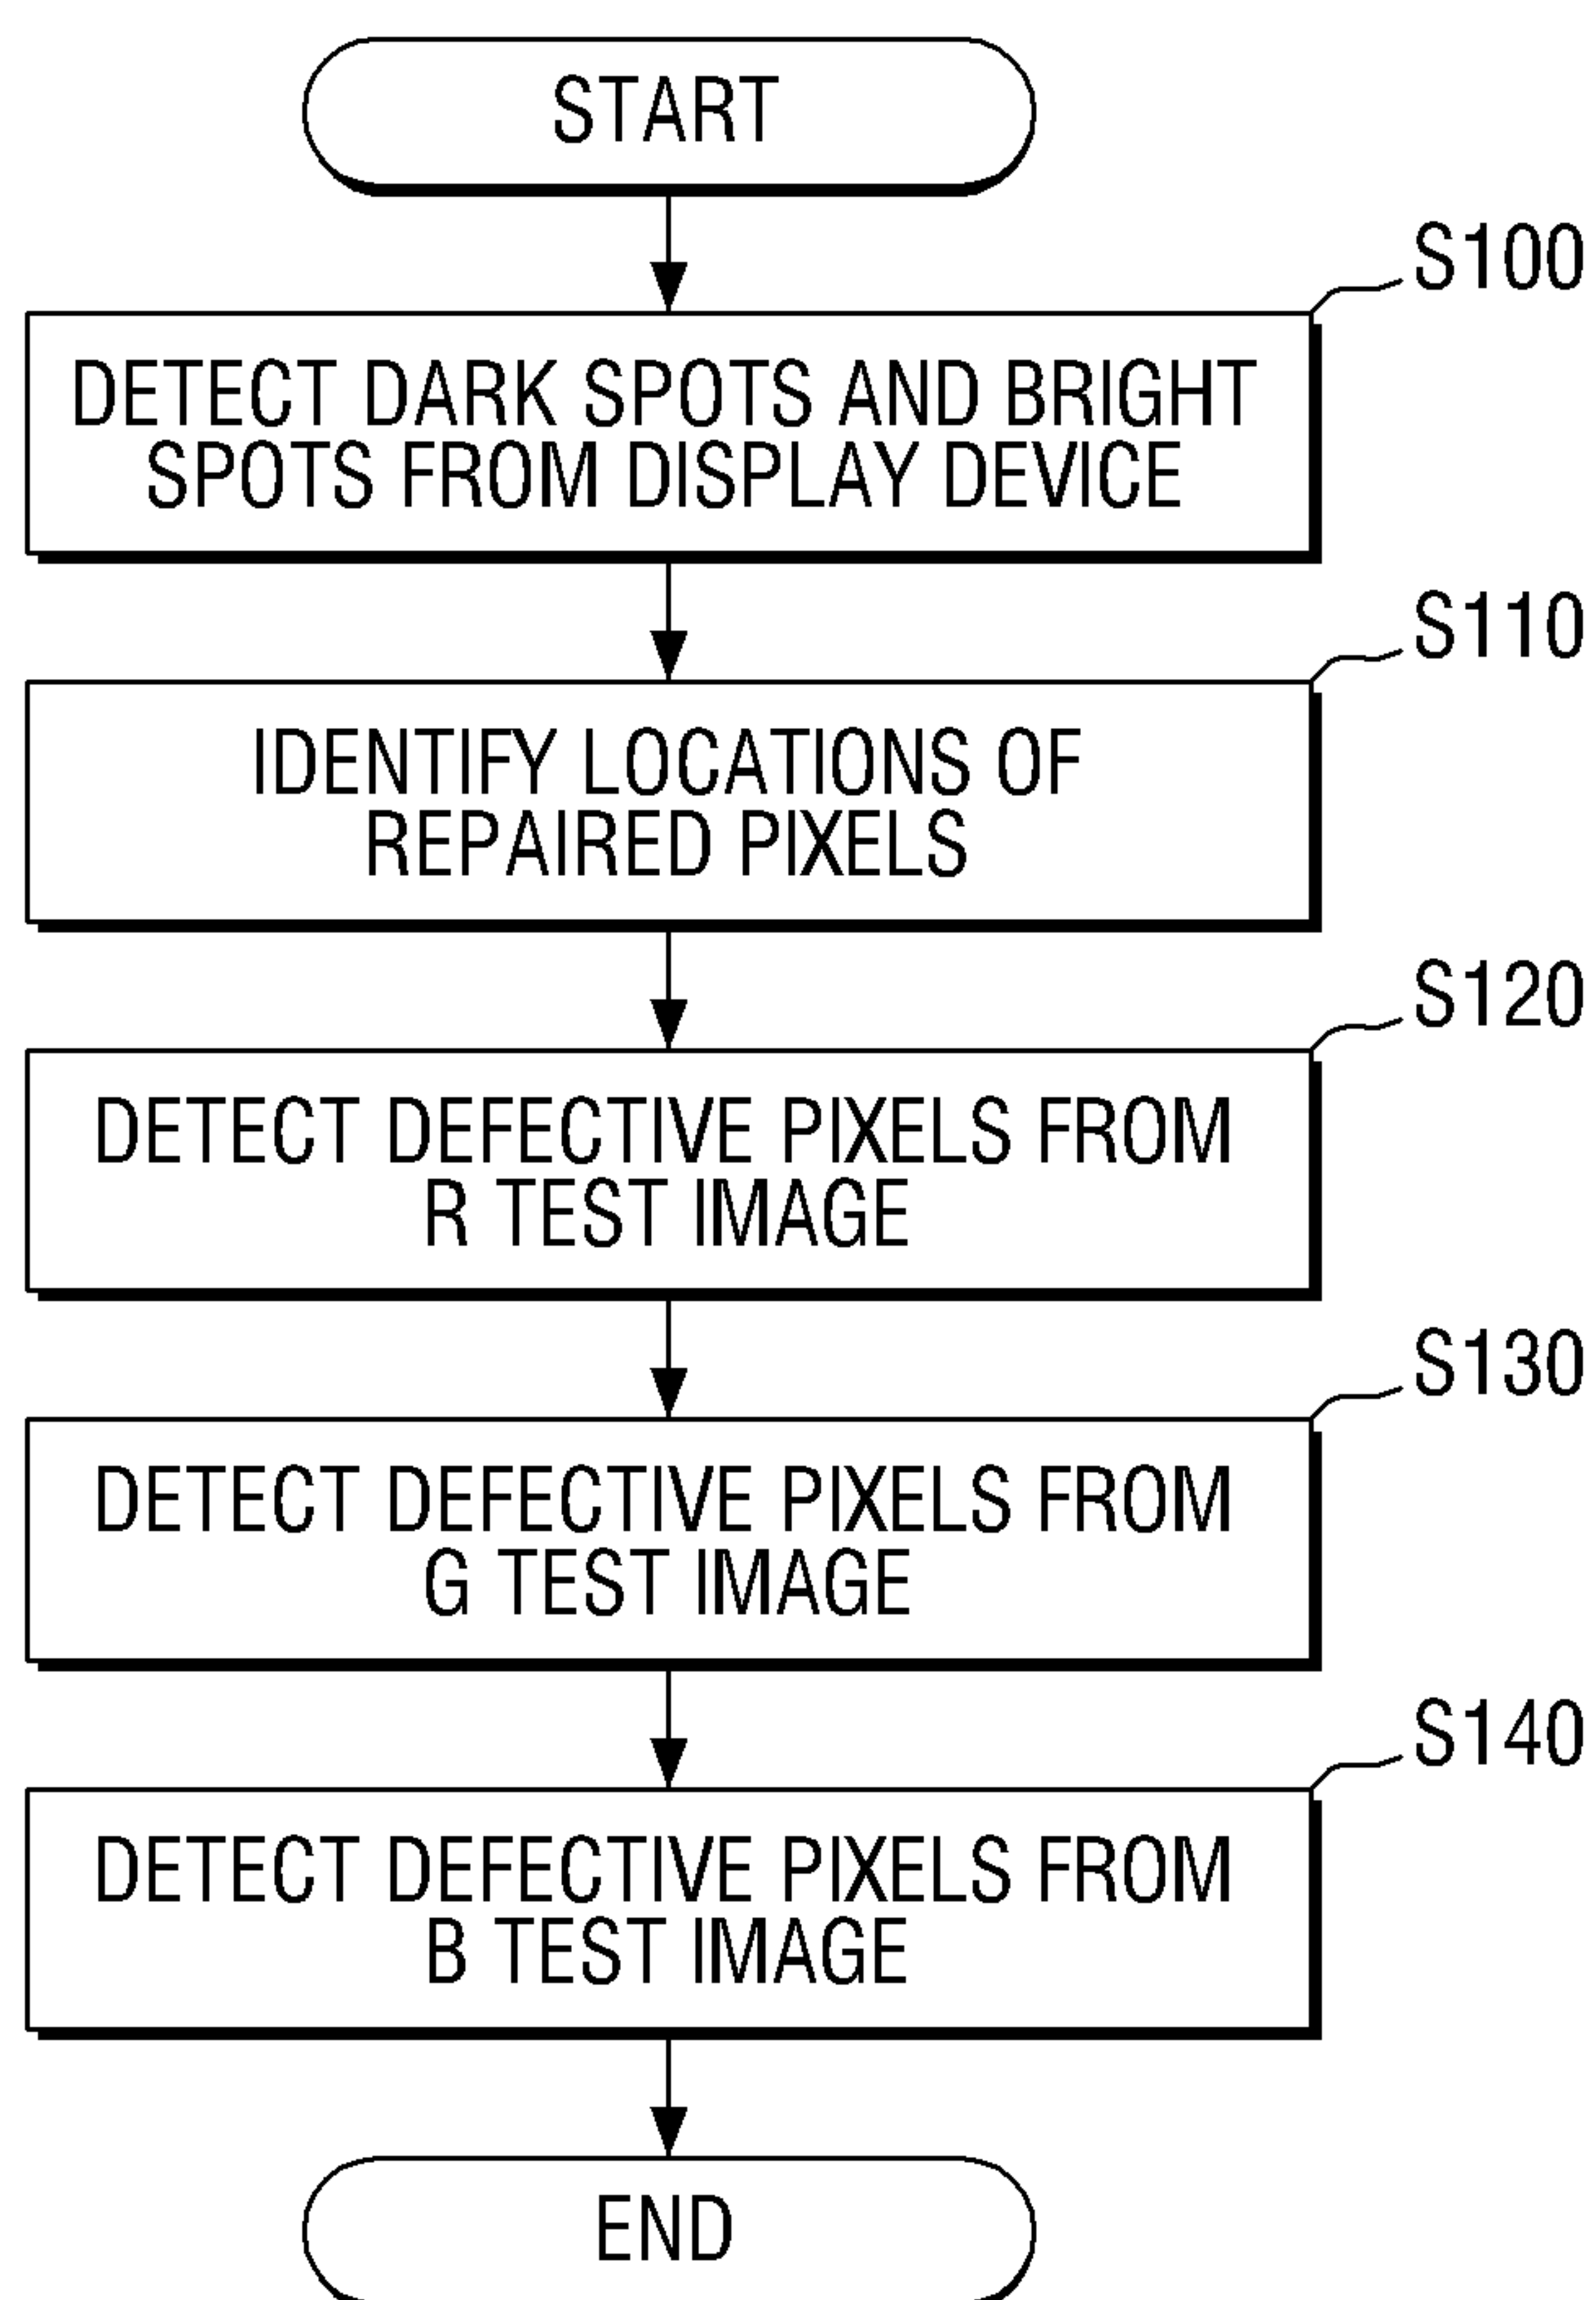 START
S100
DETECT DARK SPOTS AND BRIGHT
SPOTS FROM DISPLAY DEVICE
S110
IDENTIFY LOCATIONS OF
REPAIRED PIXELS
S120
DETECT DEFECTIVE PIXELS FROM
R TEST IMAGE
S130
DETECT DEFECTIVE PIXELS FROM
G TEST IMAGE
S140
DETECT DEFECTIVE PIXELS FROM
B TEST IMAGE
END